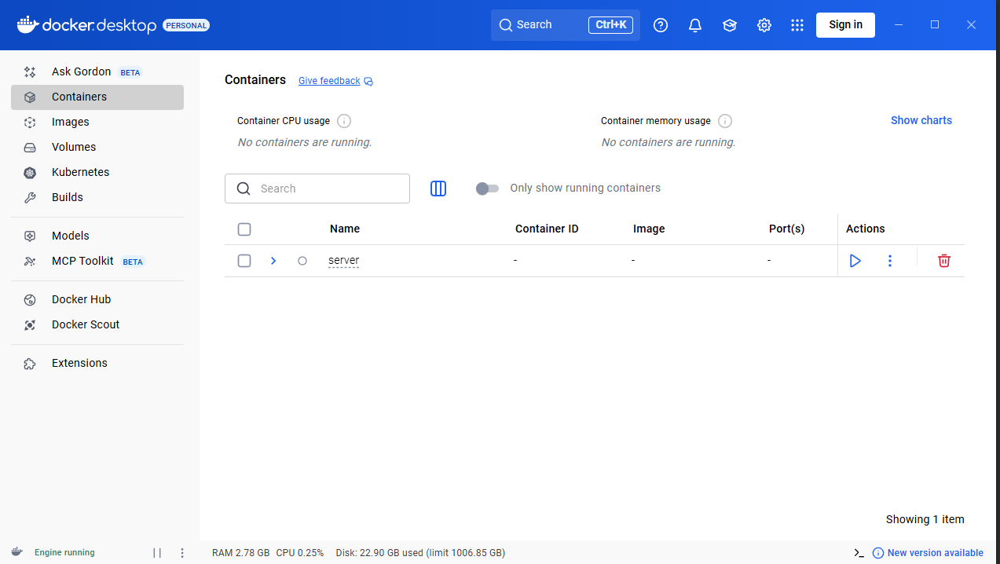 docker.desktop PERSONAL Search Ctrl+K Sign in
Ask Gordon BETA
Containers
Images
Volumes
Kubernetes
Builds
Models
MCP Toolkit BETA
Docker Hub
Docker Scout
Extensions
Containers Give feedback
Container CPU usage Container memory usage Show charts
No containers are running. No containers are running.
Search Only show running containers
Name Container ID Image Port(s) Actions
server - - -
Showing 1 item
Engine running RAM 2.78 GB CPU 0.25% Disk: 22.90 GB used (limit 1006.85 GB) New version available